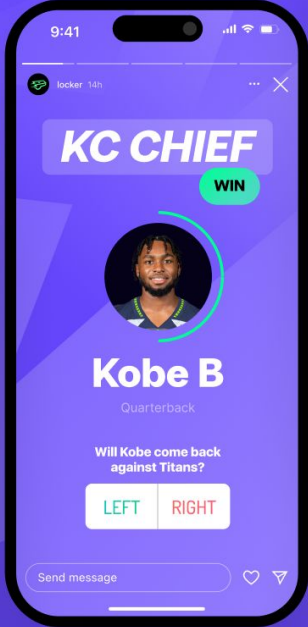 9:41
locker 14h
KC CHIEF
WIN
Kobe B
Quarterback
Will Kobe come back
against Titans?
LEFT RIGHT
Send message